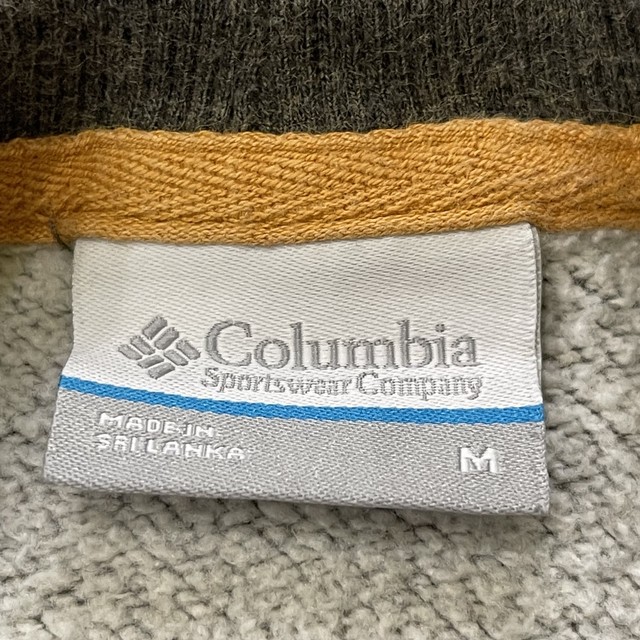 Columbia
Sportswear Company
MADE IN
SRI LANKA
M